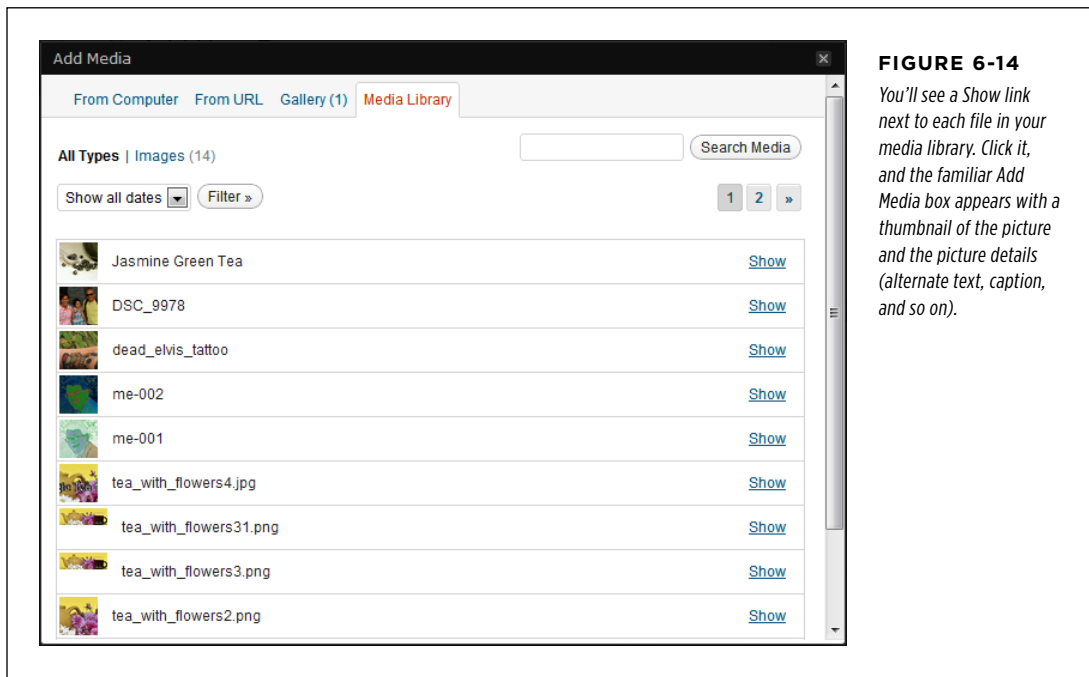 Add Media
From Computer From URL Gallery (1) Media Library
All Types | Images (14)
Search Media
Show all dates Filter »
1 2 »
Jasmine Green Tea Show
DSC_9978 Show
dead_elvis_tattoo Show
me-002 Show
me-001 Show
tea_with_flowers4.jpg Show
tea_with_flowers31.png Show
tea_with_flowers3.png Show
tea_with_flowers2.png Show
FIGURE 6-14
You'll see a Show link
next to each file in your
media library. Click it,
and the familiar Add
Media box appears with a
thumbnail of the picture
and the picture details
(alternate text, caption,
and so on).